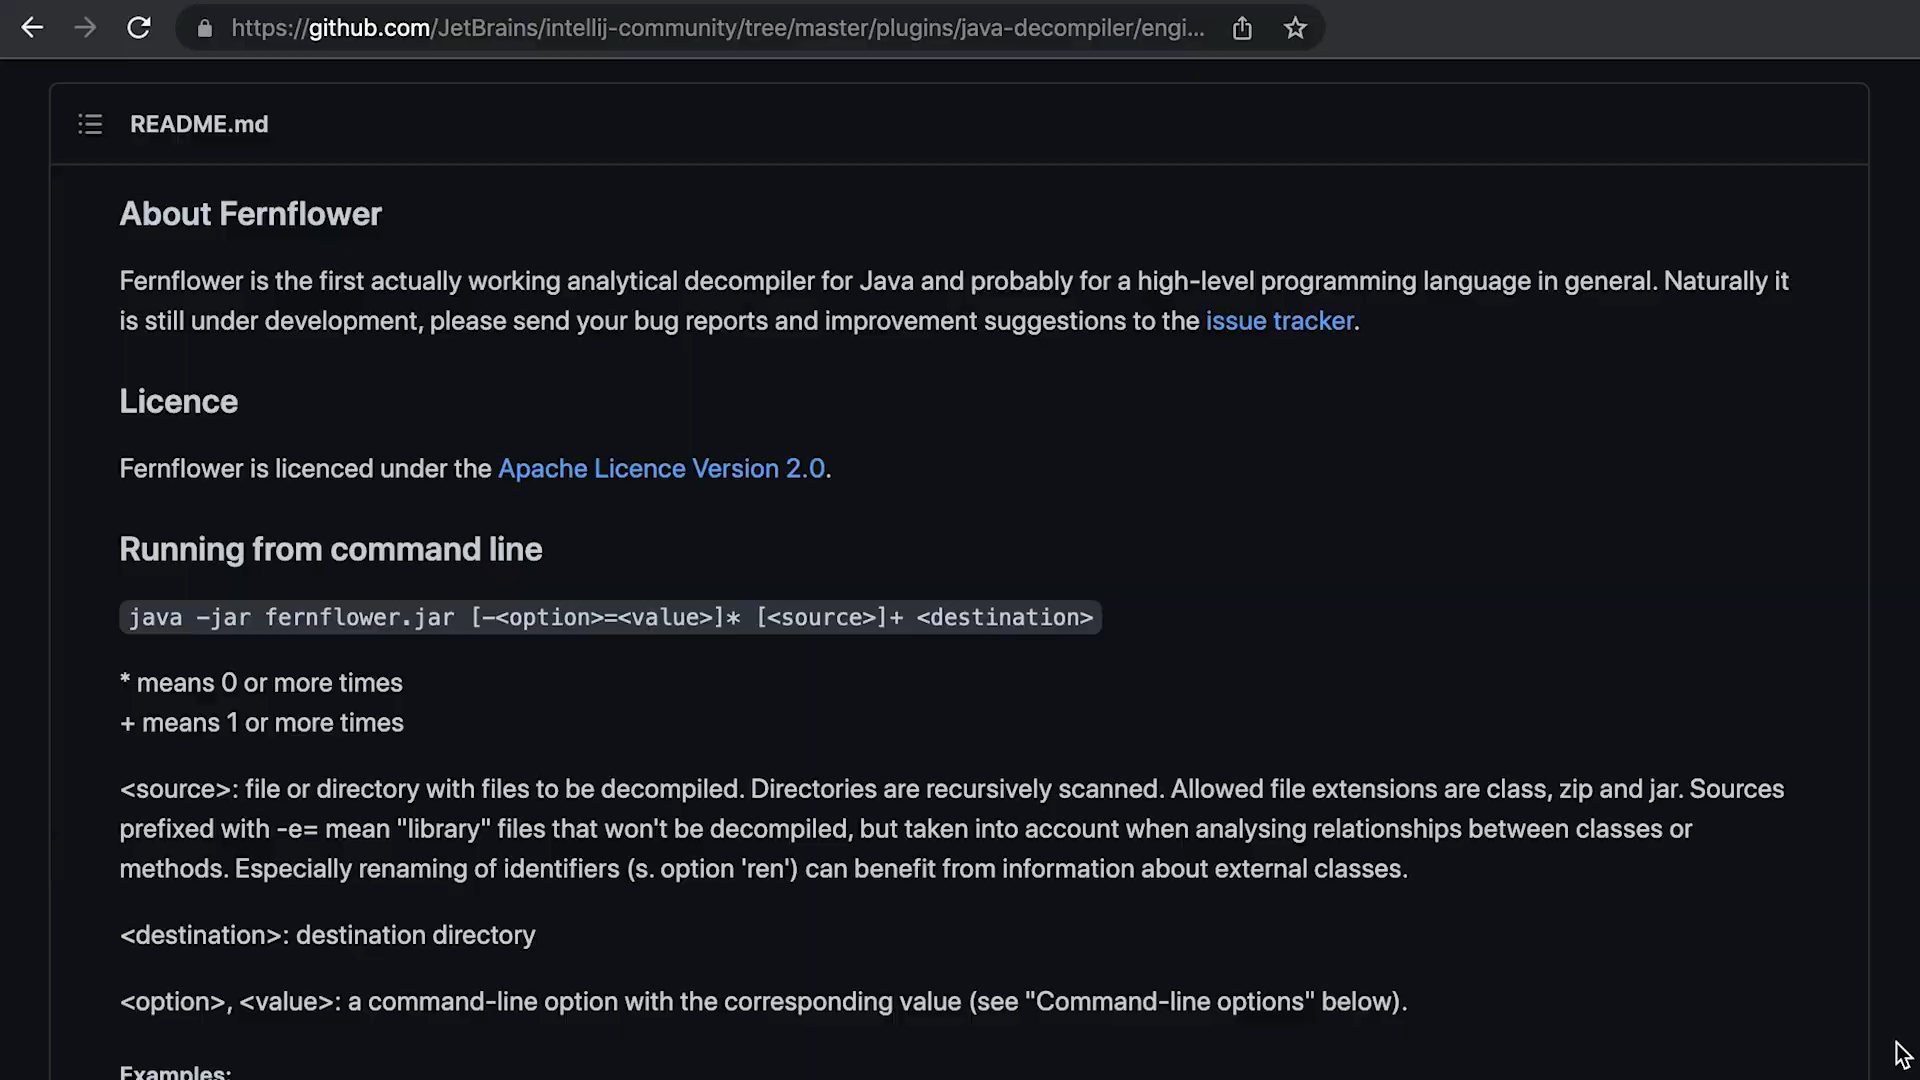 https://github.com/JetBrains/intellij-community/tree/master/plugins/java-decompiler/engi...
README.md
About Fernflower
Fernflower is the first actually working analytical decompiler for Java and probably for a high-level programming language in general. Naturally it
is still under development, please send your bug reports and improvement suggestions to the issue tracker.
Licence
Fernflower is licenced under the Apache Licence Version 2.0.
Running from command line
java -jar fernflower.jar [-<option>=<value>]* [<source>]+ <destination>
* means 0 or more times
+ means 1 or more times
<source>: file or directory with files to be decompiled. Directories are recursively scanned. Allowed file extensions are class, zip and jar. Sources
prefixed with -e= mean "library" files that won't be decompiled, but taken into account when analysing relationships between classes or
methods. Especially renaming of identifiers (s. option 'ren') can benefit from information about external classes.
<destination>: destination directory
<option>, <value>: a command-line option with the corresponding value (see "Command-line options" below).
Examples: